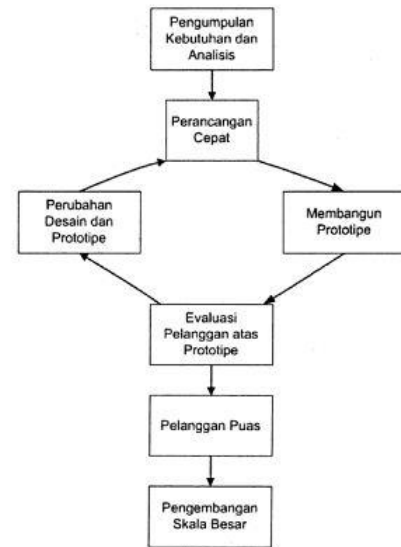 Pengumpulan
Kebutuhan dan
Analisis
Perancangan
Cepat
Perubahan
Desain dan
Prototipe
Membangun
Prototipe
Evaluasi
Pelanggan atas
Prototipe
Pelanggan Puas
Pengembangan
Skala Besar